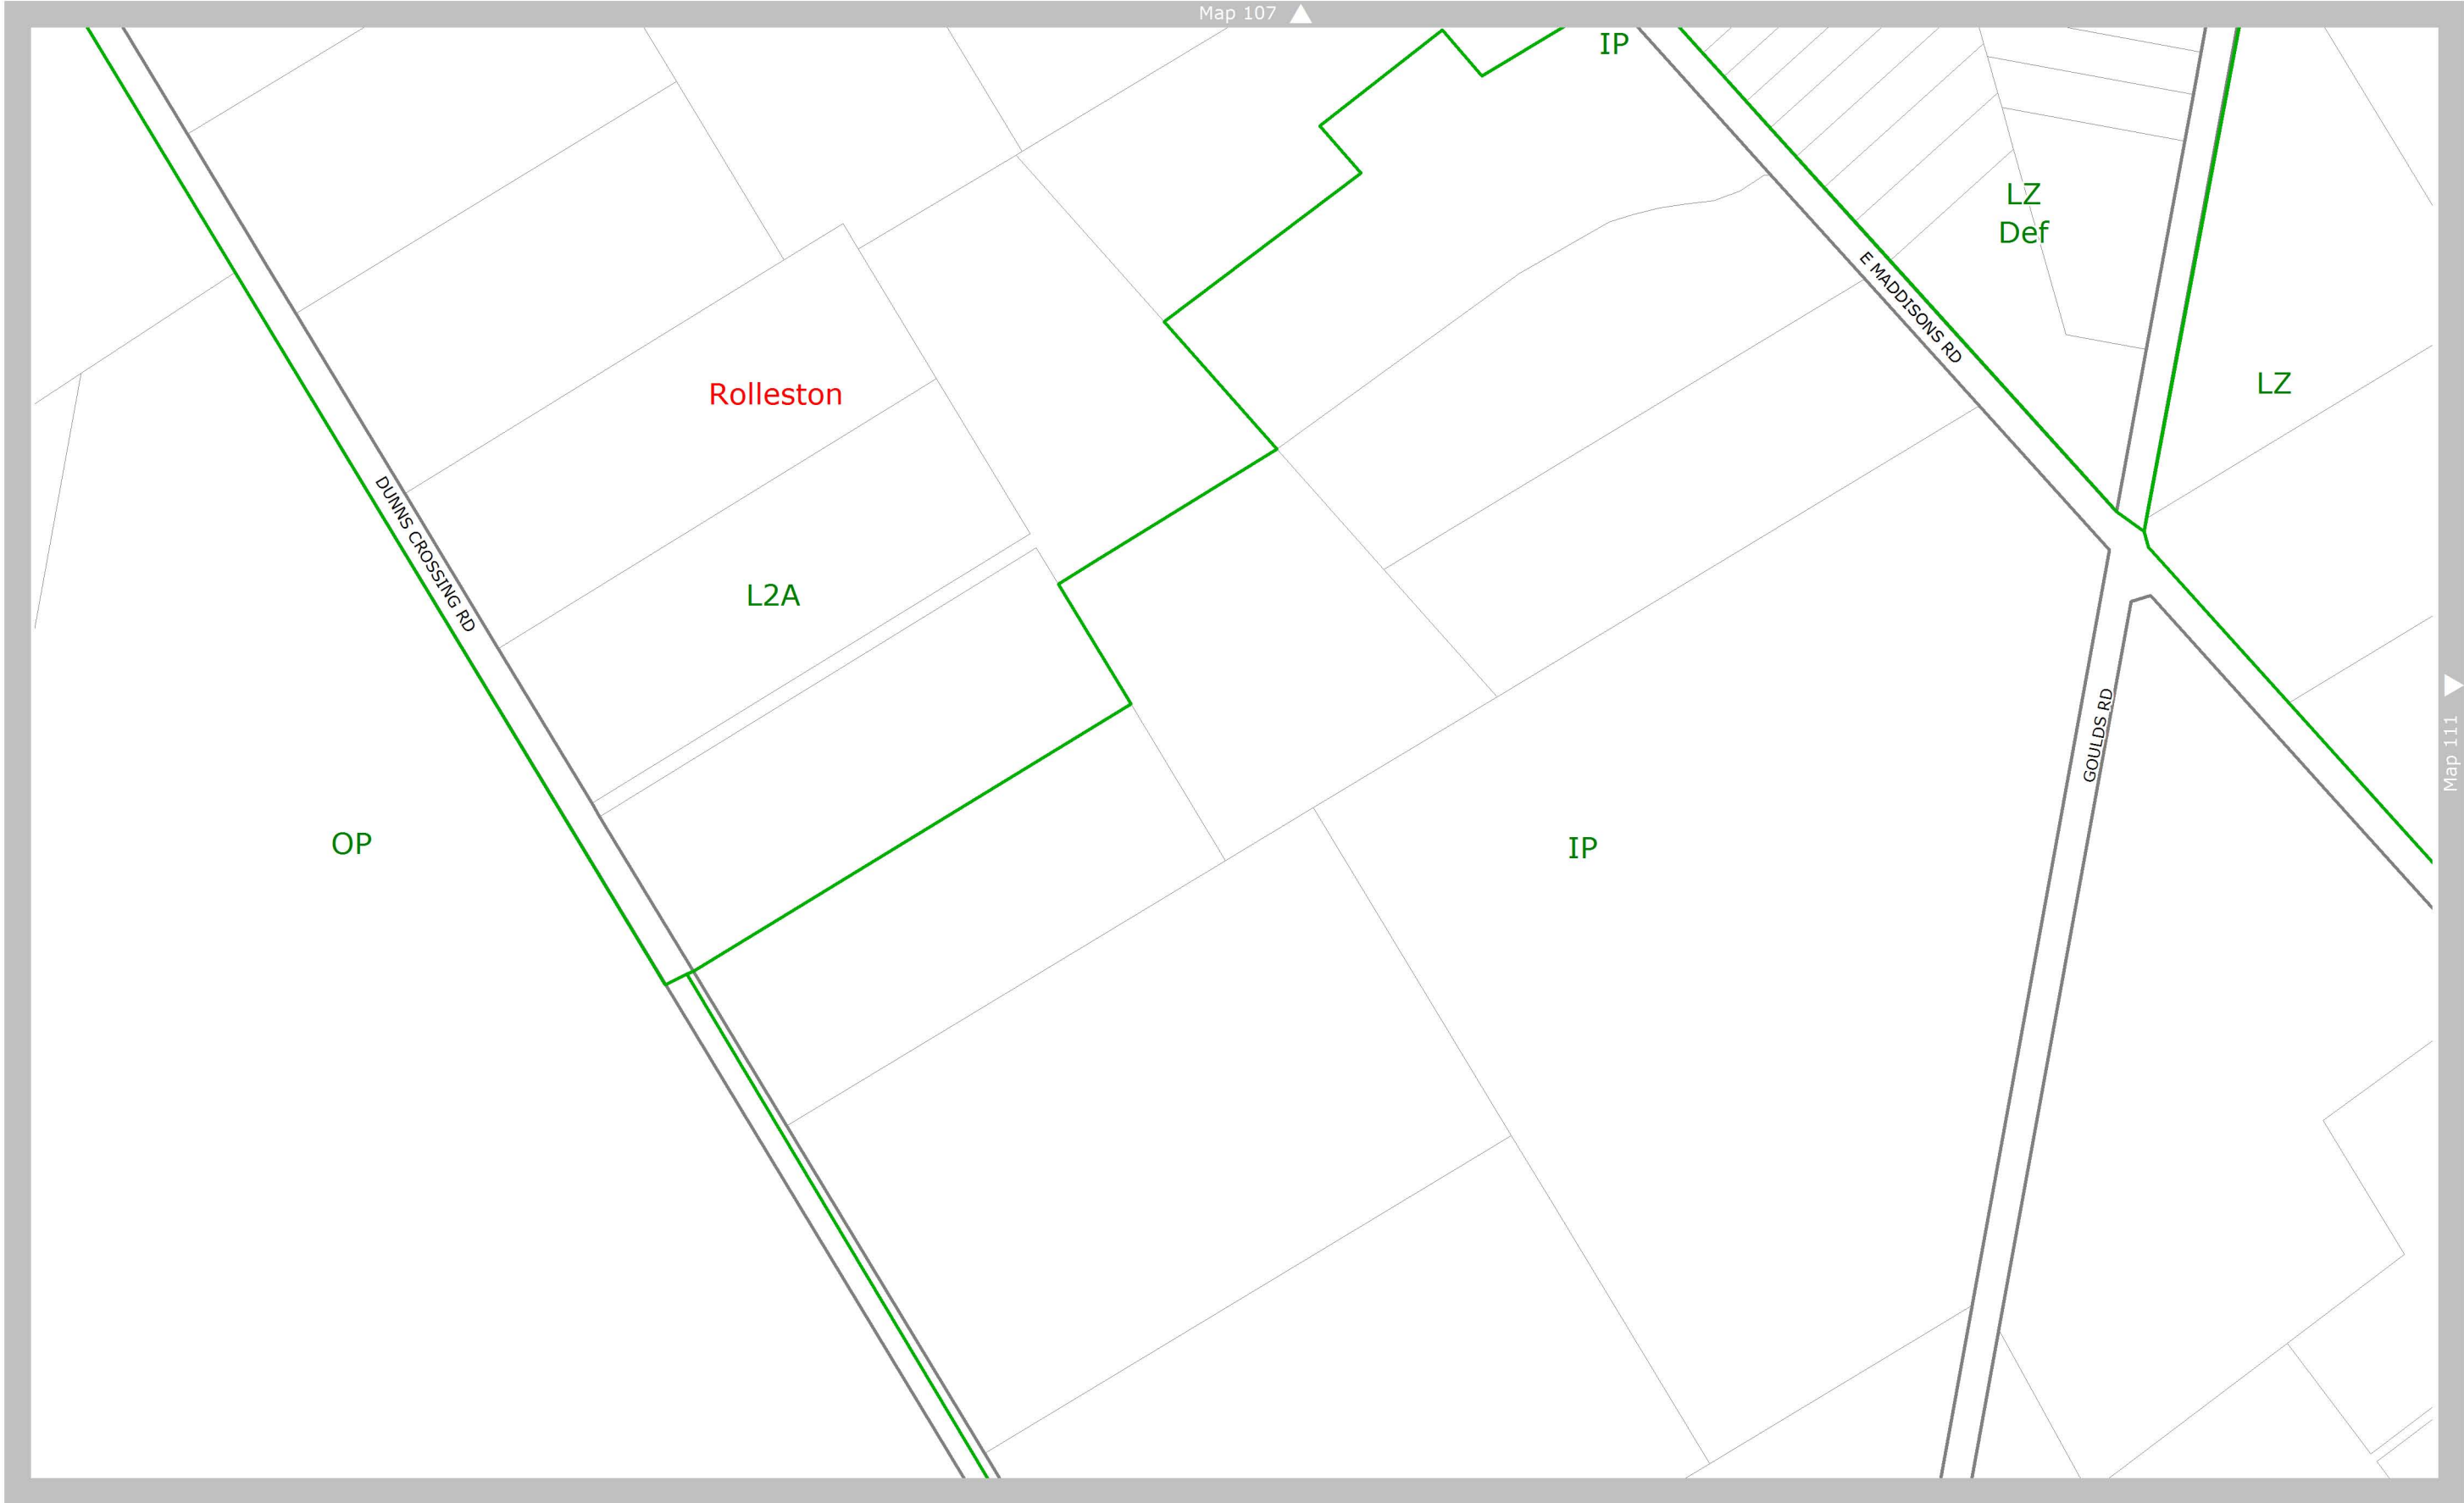 Map 107
IP
LZ
Def
E MADDISONS RD
LZ
Rolleston
DUNNS CROSSING RD
L2A
GOULDS RD
Map 111
OP
IP